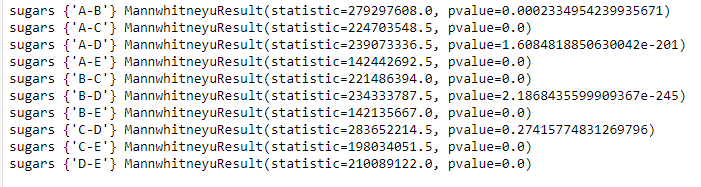 sugars {'A-B'} MannwhitneyuResult(statistic=279297608.0, pvalue=0.0002334954239935671)
sugars {'A-C'} MannwhitneyuResult(statistic=224703548.5, pvalue=0.0)
sugars {'A-D'} MannwhitneyuResult(statistic=239073336.5, pvalue=1.6084818850630042e-201)
sugars {'A-E'} MannwhitneyuResult(statistic=142442692.5, pvalue=0.0)
sugars {'B-C'} MannwhitneyuResult(statistic=221486394.0, pvalue=0.0)
sugars {'B-D'} MannwhitneyuResult(statistic=234333787.5, pvalue=2.1868435599909367e-245)
sugars {'B-E'} MannwhitneyuResult(statistic=142135667.0, pvalue=0.0)
sugars {'C-D'} MannwhitneyuResult(statistic=283652214.5, pvalue=0.27415774831269796)
sugars {'C-E'} MannwhitneyuResult(statistic=198034051.5, pvalue=0.0)
sugars {'D-E'} MannwhitneyuResult(statistic=210089122.0, pvalue=0.0)